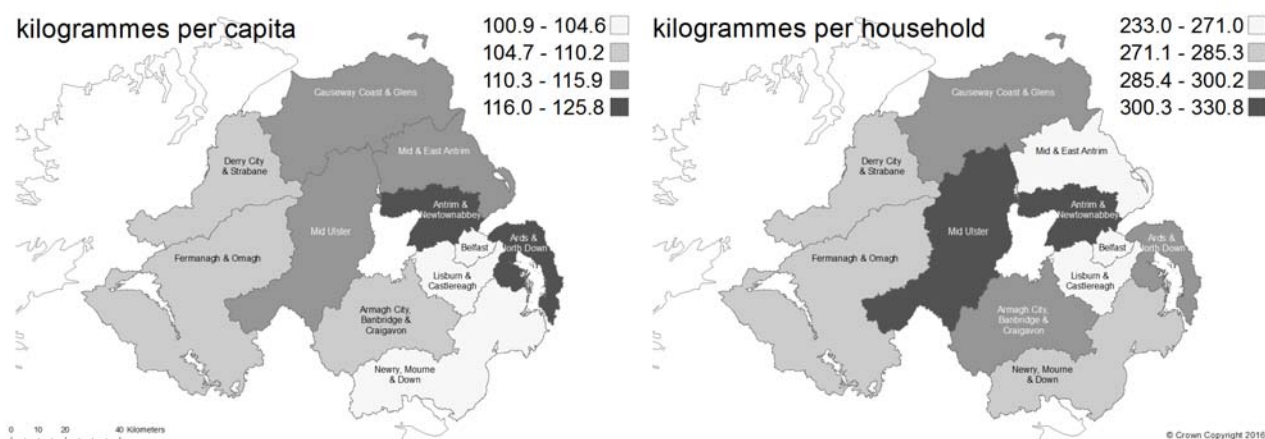 kilogrammes per capita
100.9 - 104.6
104.7 - 110.2
110.3 - 115.9
116.0 - 125.8
Causeway Coast & Glens
Derry City
& Strabane
Mid & East Antrim
Antrim &
Newtownabbey
Mid Ulster
Belfast
Ards &
North Down
Fermanagh & Omagh
Lisburn &
Castlereagh
Armagh City,
Banbridge &
Craigavon
Newry, Mourne
& Down
0 10 20 40 Kilometers
kilogrammes per household
233.0 - 271.0
271.1 - 285.3
285.4 - 300.2
300.3 - 330.8
Causeway Coast & Glens
Derry City
& Strabane
Mid & East Antrim
Antrim &
Newtownabbey
Mid Ulster
Belfast
Ards &
North Down
Fermanagh & Omagh
Lisburn &
Castlereagh
Armagh City,
Banbridge &
Craigavon
Newry, Mourne
& Down
© Crown Copyright 2016